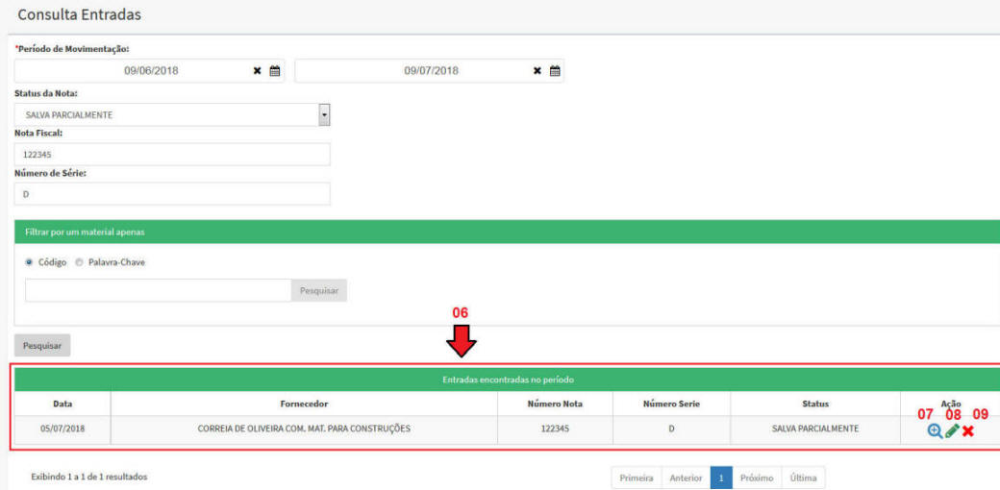 Consulta Entradas
*Período de Movimentação:
09/06/2018 09/07/2018
Status da Nota:
SALVA PARCIALMENTE
Nota Fiscal:
122345
Número de Série:
D
Filtrar por um material apenas
Código Palavra-Chave
Pesquisar
06
Pesquisar
Entradas encontradas no período
Data Fornecedor Número Nota Número Serie Status Ação
07 08 09
05/07/2018 CORREIA DE OLIVEIRA COM. MAT. PARA CONSTRUÇÕES 122345 D SALVA PARCIALMENTE
Exibindo 1 a 1 de 1 resultados Primeira Anterior 1 Próximo Última